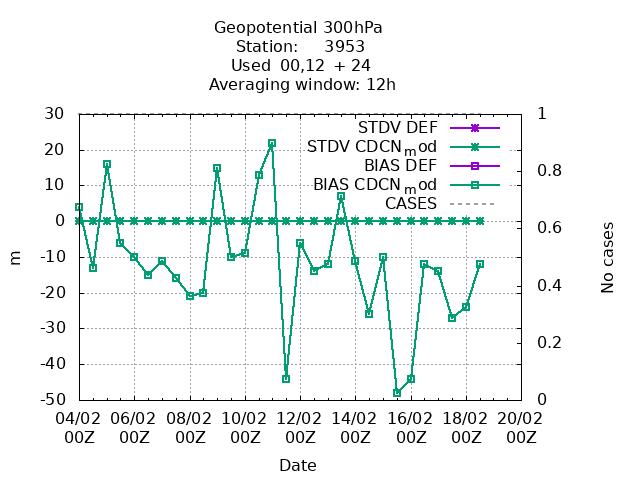 Geopotential 300hPa
Station: 3953
Used 00,12 + 24
Averaging window: 12h
30 1
STDV DEF
20
STDV CDCNmod
0.8
BIAS DEF
10
BIAS CDCNmod
CASES
0
0.6
-10
m
No cases
-20
0.4
-30
0.2
-40
-50 0
04/02 06/02 08/02 10/02 12/02 14/02 16/02 18/02 20/02
00Z 00Z 00Z 00Z 00Z 00Z 00Z 00Z 00Z
Date